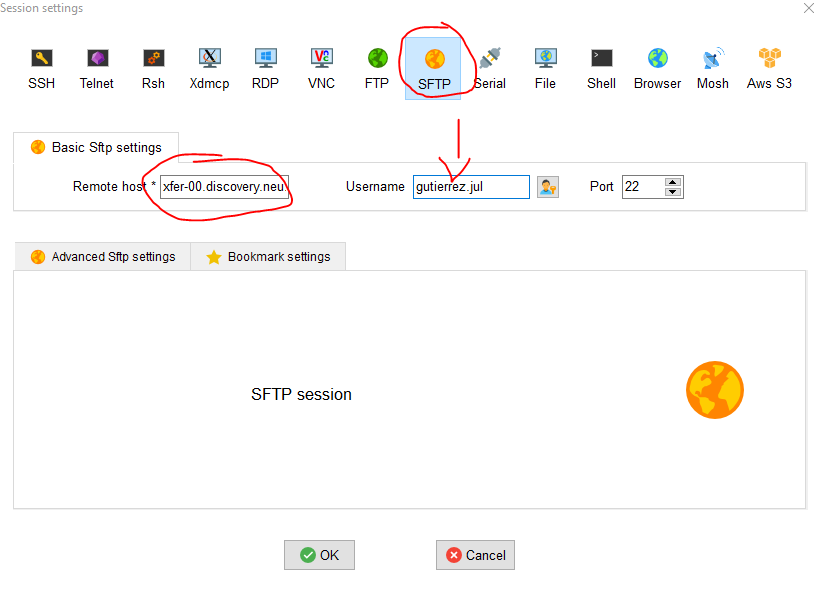 Session settings
SSH Telnet Rsh Xdmcp RDP VNC FTP SFTP Serial File Shell Browser Mosh Aws S3
Basic Sftp settings
Remote host * xfer-00.discovery.neu Username gutierrez.jul Port 22
Advanced Sftp settings Bookmark settings
SFTP session
OK Cancel